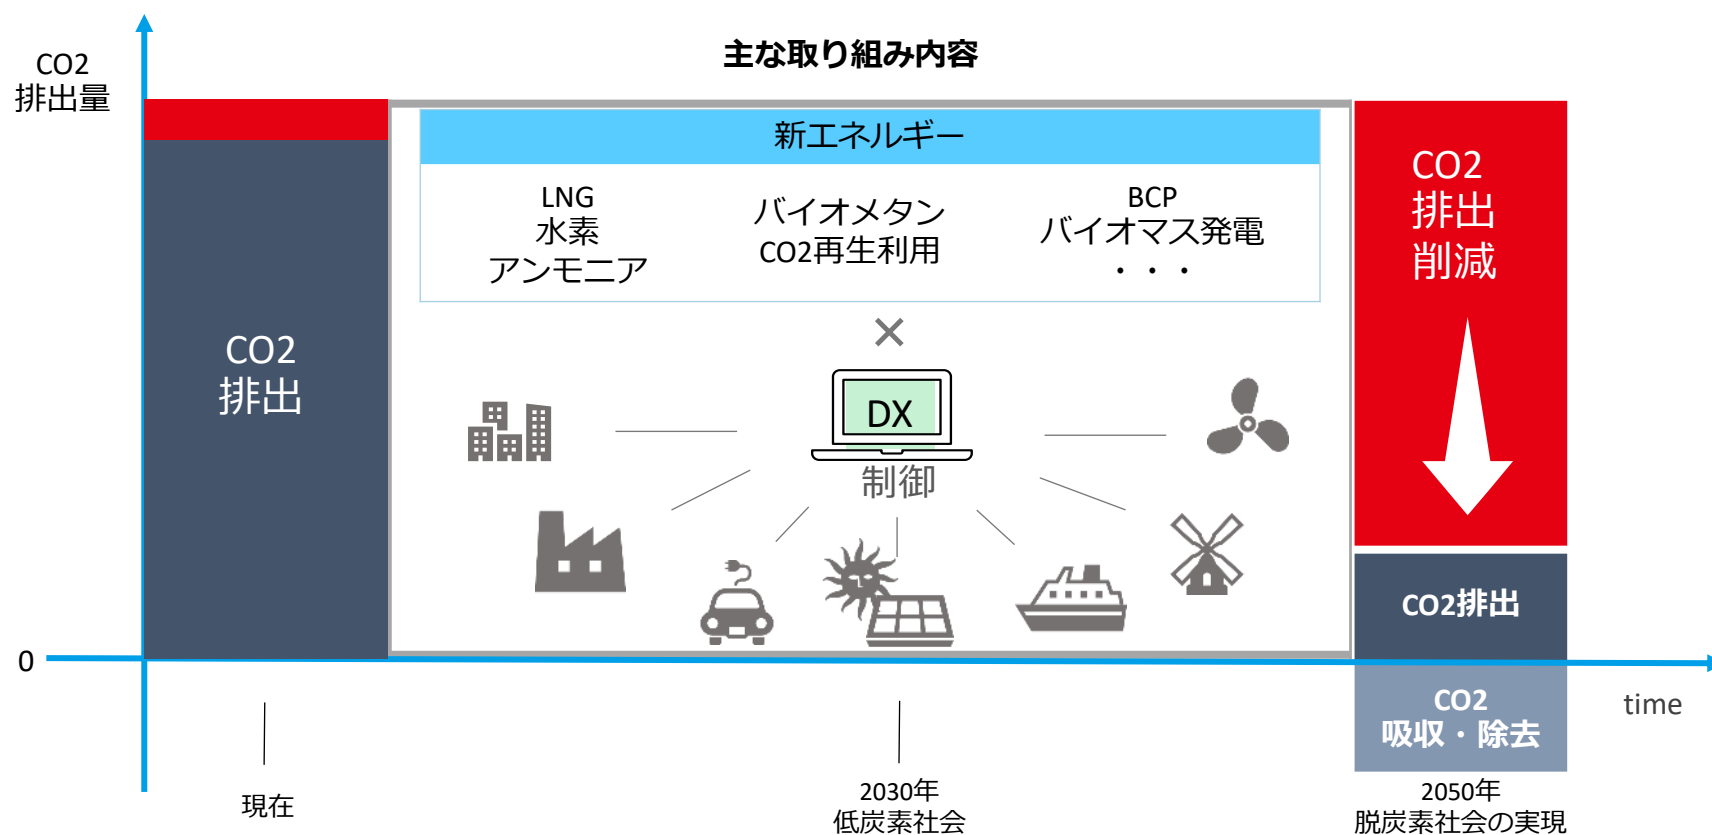 主な取り組み内容
CO2
排出量
新エネルギー
LNG
水素
アンモニア
バイオメタン
CO2再生利用
BCP
バイオマス発電
・・・
CO2
排出
×
DX
制御
CO2
排出
削減
CO2排出
CO2
吸収・除去
0
time
現在
2030年
低炭素社会
2050年
脱炭素社会の実現